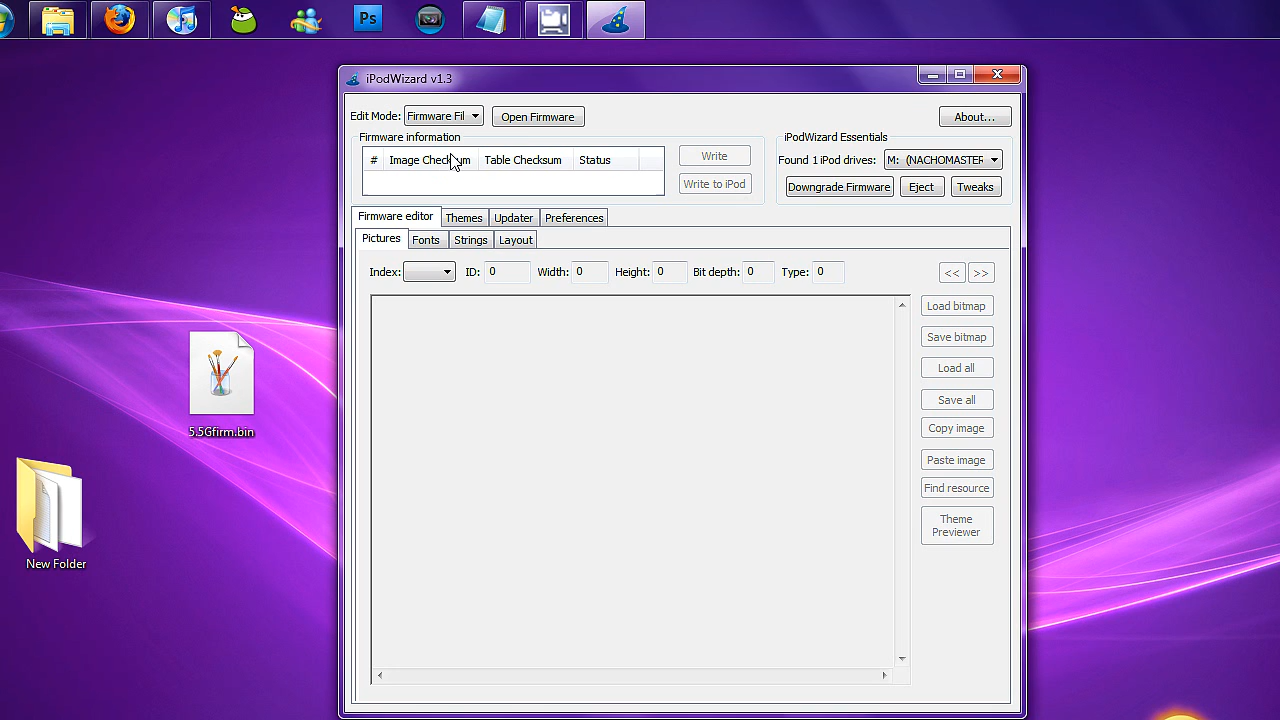 Ps
iPodWizard v1.3
Edit Mode: Firmware Fil Open Firmware About...
Firmware information iPodWizard Essentials
# Image Checksum Table Checksum Status Write Found 1 iPod drives: M: (NACHOMASTER
Write to iPod Downgrade Firmware Eject Tweaks
Firmware editor Themes Updater Preferences
Pictures Fonts Strings Layout
Index: ID: 0 Width: 0 Height: 0 Bit depth: 0 Type: 0 << >>
Load bitmap
Save bitmap
Load all
Save all
Copy image
Paste image
Find resource
Theme
Previewer
5.5Gfirm.bin
New Folder